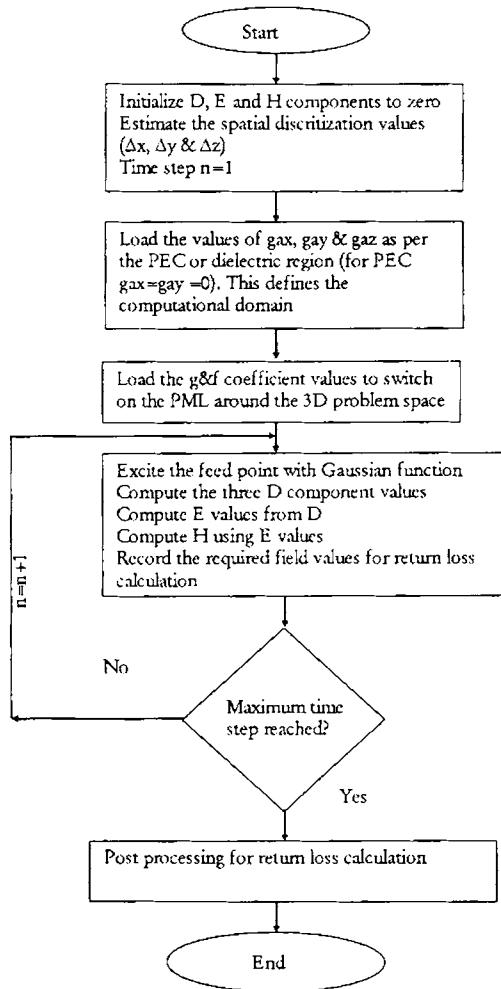 Start
Initialize D, E and H components to zero
Estimate the spatial discritization values
(Δx, Δy & Δz)
Time step n=1
Load the values of gax, gay & gaz as per
the PEC or dielectric region (for PEC
gax=gay =0). This defines the
computational domain
Load the g&f coefficient values to switch
on the PML around the 3D problem space
Excite the feed point with Gaussian function
Compute the three D component values
Compute E values from D
Compute H using E values
Record the required field values for return loss
calculation
n=n+1
No
Maximum time
step reached?
Yes
Post processing for return loss calculation
End